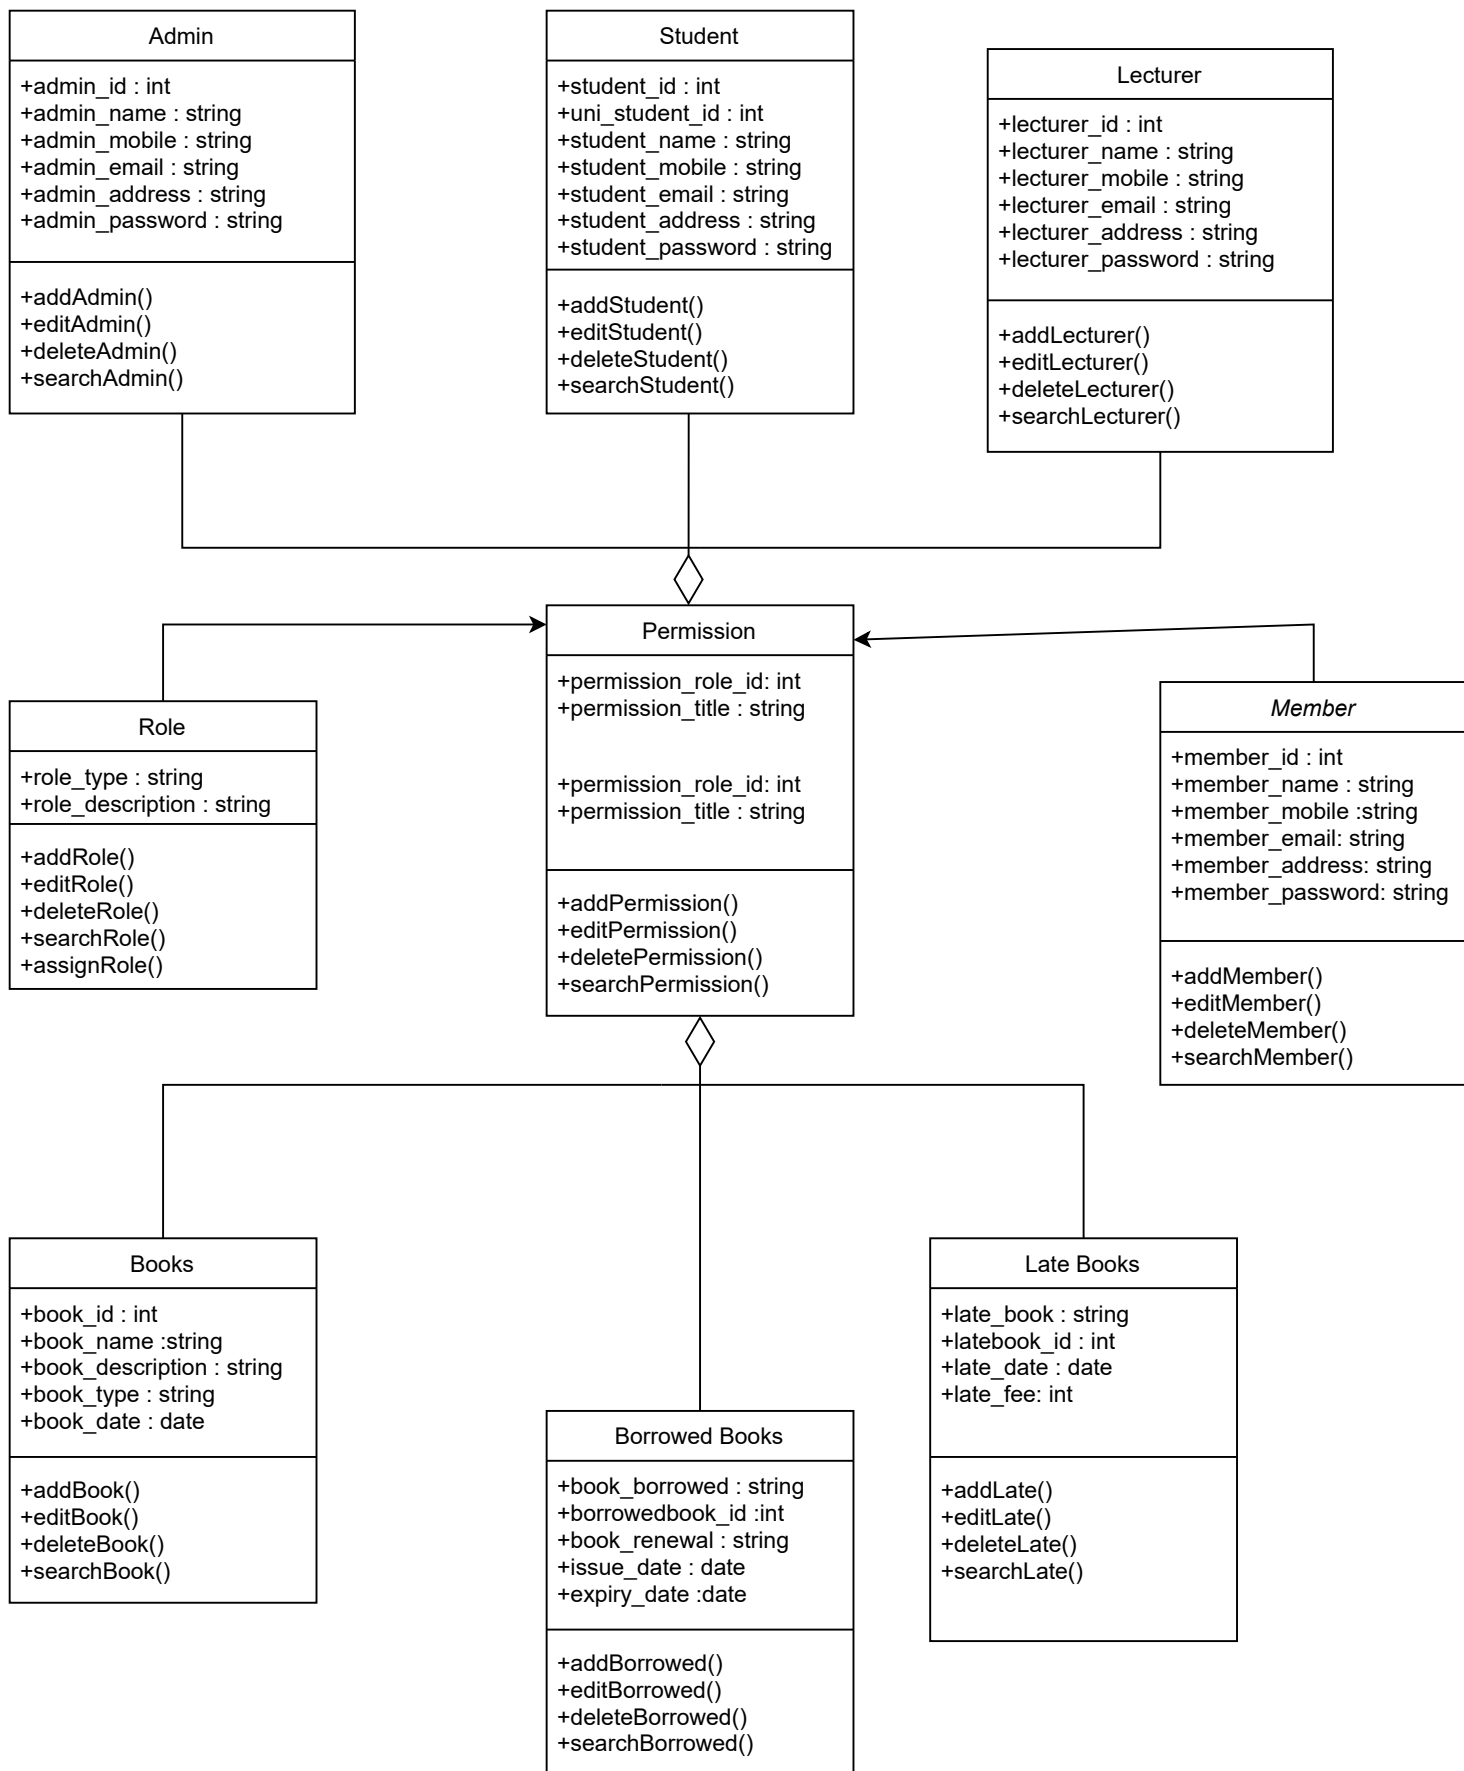 Admin
+admin_id : int
+admin_name : string
+admin_mobile : string
+admin_email : string
+admin_address : string
+admin_password : string
+addAdmin()
+editAdmin()
+deleteAdmin()
+searchAdmin()
Student
+student_id : int
+uni_student_id : int
+student_name : string
+student_mobile : string
+student_email : string
+student_address : string
+student_password : string
+addStudent()
+editStudent()
+deleteStudent()
+searchStudent()
Lecturer
+lecturer_id : int
+lecturer_name : string
+lecturer_mobile : string
+lecturer_email : string
+lecturer_address : string
+lecturer_password : string
+addLecturer()
+editLecturer()
+deleteLecturer()
+searchLecturer()
Role
+role_type : string
+role_description : string
+addRole()
+editRole()
+deleteRole()
+searchRole()
+assignRole()
Permission
+permission_role_id: int
+permission_title : string
+permission_role_id: int
+permission_title : string
+addPermission()
+editPermission()
+deletePermission()
+searchPermission()
Member
+member_id : int
+member_name : string
+member_mobile :string
+member_email: string
+member_address: string
+member_password: string
+addMember()
+editMember()
+deleteMember()
+searchMember()
Books
+book_id : int
+book_name :string
+book_description : string
+book_type : string
+book_date : date
+addBook()
+editBook()
+deleteBook()
+searchBook()
Borrowed Books
+book_borrowed : string
+borrowedbook_id :int
+book_renewal : string
+issue_date : date
+expiry_date :date
+addBorrowed()
+editBorrowed()
+deleteBorrowed()
+searchBorrowed()
Late Books
+late_book : string
+latebook_id : int
+late_date : date
+late_fee: int
+addLate()
+editLate()
+deleteLate()
+searchLate()